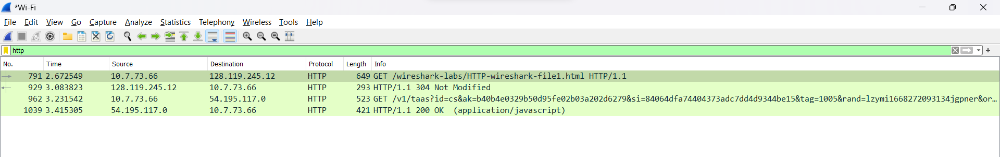 *Wi-Fi
File Edit View Go Capture Analyze Statistics Telephony Wireless Tools Help
http
No. Time Source Destination Protocol Length Info
791 2.672549 10.7.73.66 128.119.245.12 HTTP 649 GET /wireshark-labs/HTTP-wireshark-file1.html HTTP/1.1
929 3.083823 128.119.245.12 10.7.73.66 HTTP 293 HTTP/1.1 304 Not Modified
962 3.231542 10.7.73.66 54.195.117.0 HTTP 523 GET /v1/taas?id=cs&ak=b40b4e0329b50d95fe02b03a202d6279&si=84064dfa74404373adc7dd4d9344be15&tag=1005&rand=lzymi1668272093134jgpner&or…
1039 3.415305 54.195.117.0 10.7.73.66 HTTP 421 HTTP/1.1 200 OK (application/javascript)